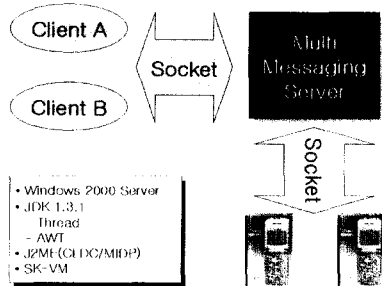 Client A
Client B
Socket
Multi
Messaging
Server
Socket
• Windows 2000 Server
• JDK 1.3.1
Thread
- AWT
• J2ME(CLDC/MIDP)
• SK-VM